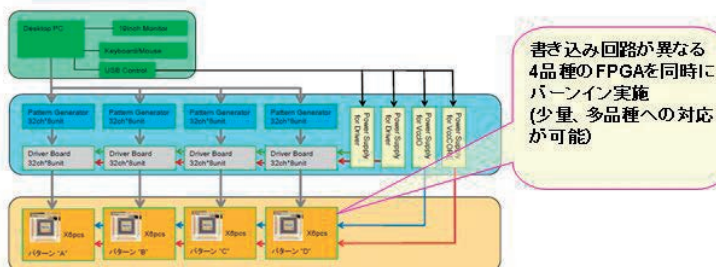 Desktop PC
19inch Monitor
Keyboard/Mouse
USB Control
Pattern Generator
32ch*8unit
Pattern Generator
32ch*8unit
Pattern Generator
32ch*8unit
Pattern Generator
32ch*8unit
Driver Board
32ch*8unit
Driver Board
32ch*8unit
Driver Board
32ch*8unit
Driver Board
32ch*8unit
Power Supply
for Driver
Power Supply
for Driver
Power Supply
for VccIO
Power Supply
for VccCORE
X6pcs
パターン "A"
X6pcs
パターン "B"
X6pcs
パターン "C"
X6pcs
パターン "D"
書き込み回路が異なる
4品種のFPGAを同時に
バーンイン実施
(少量、多品種への対応
が可能)